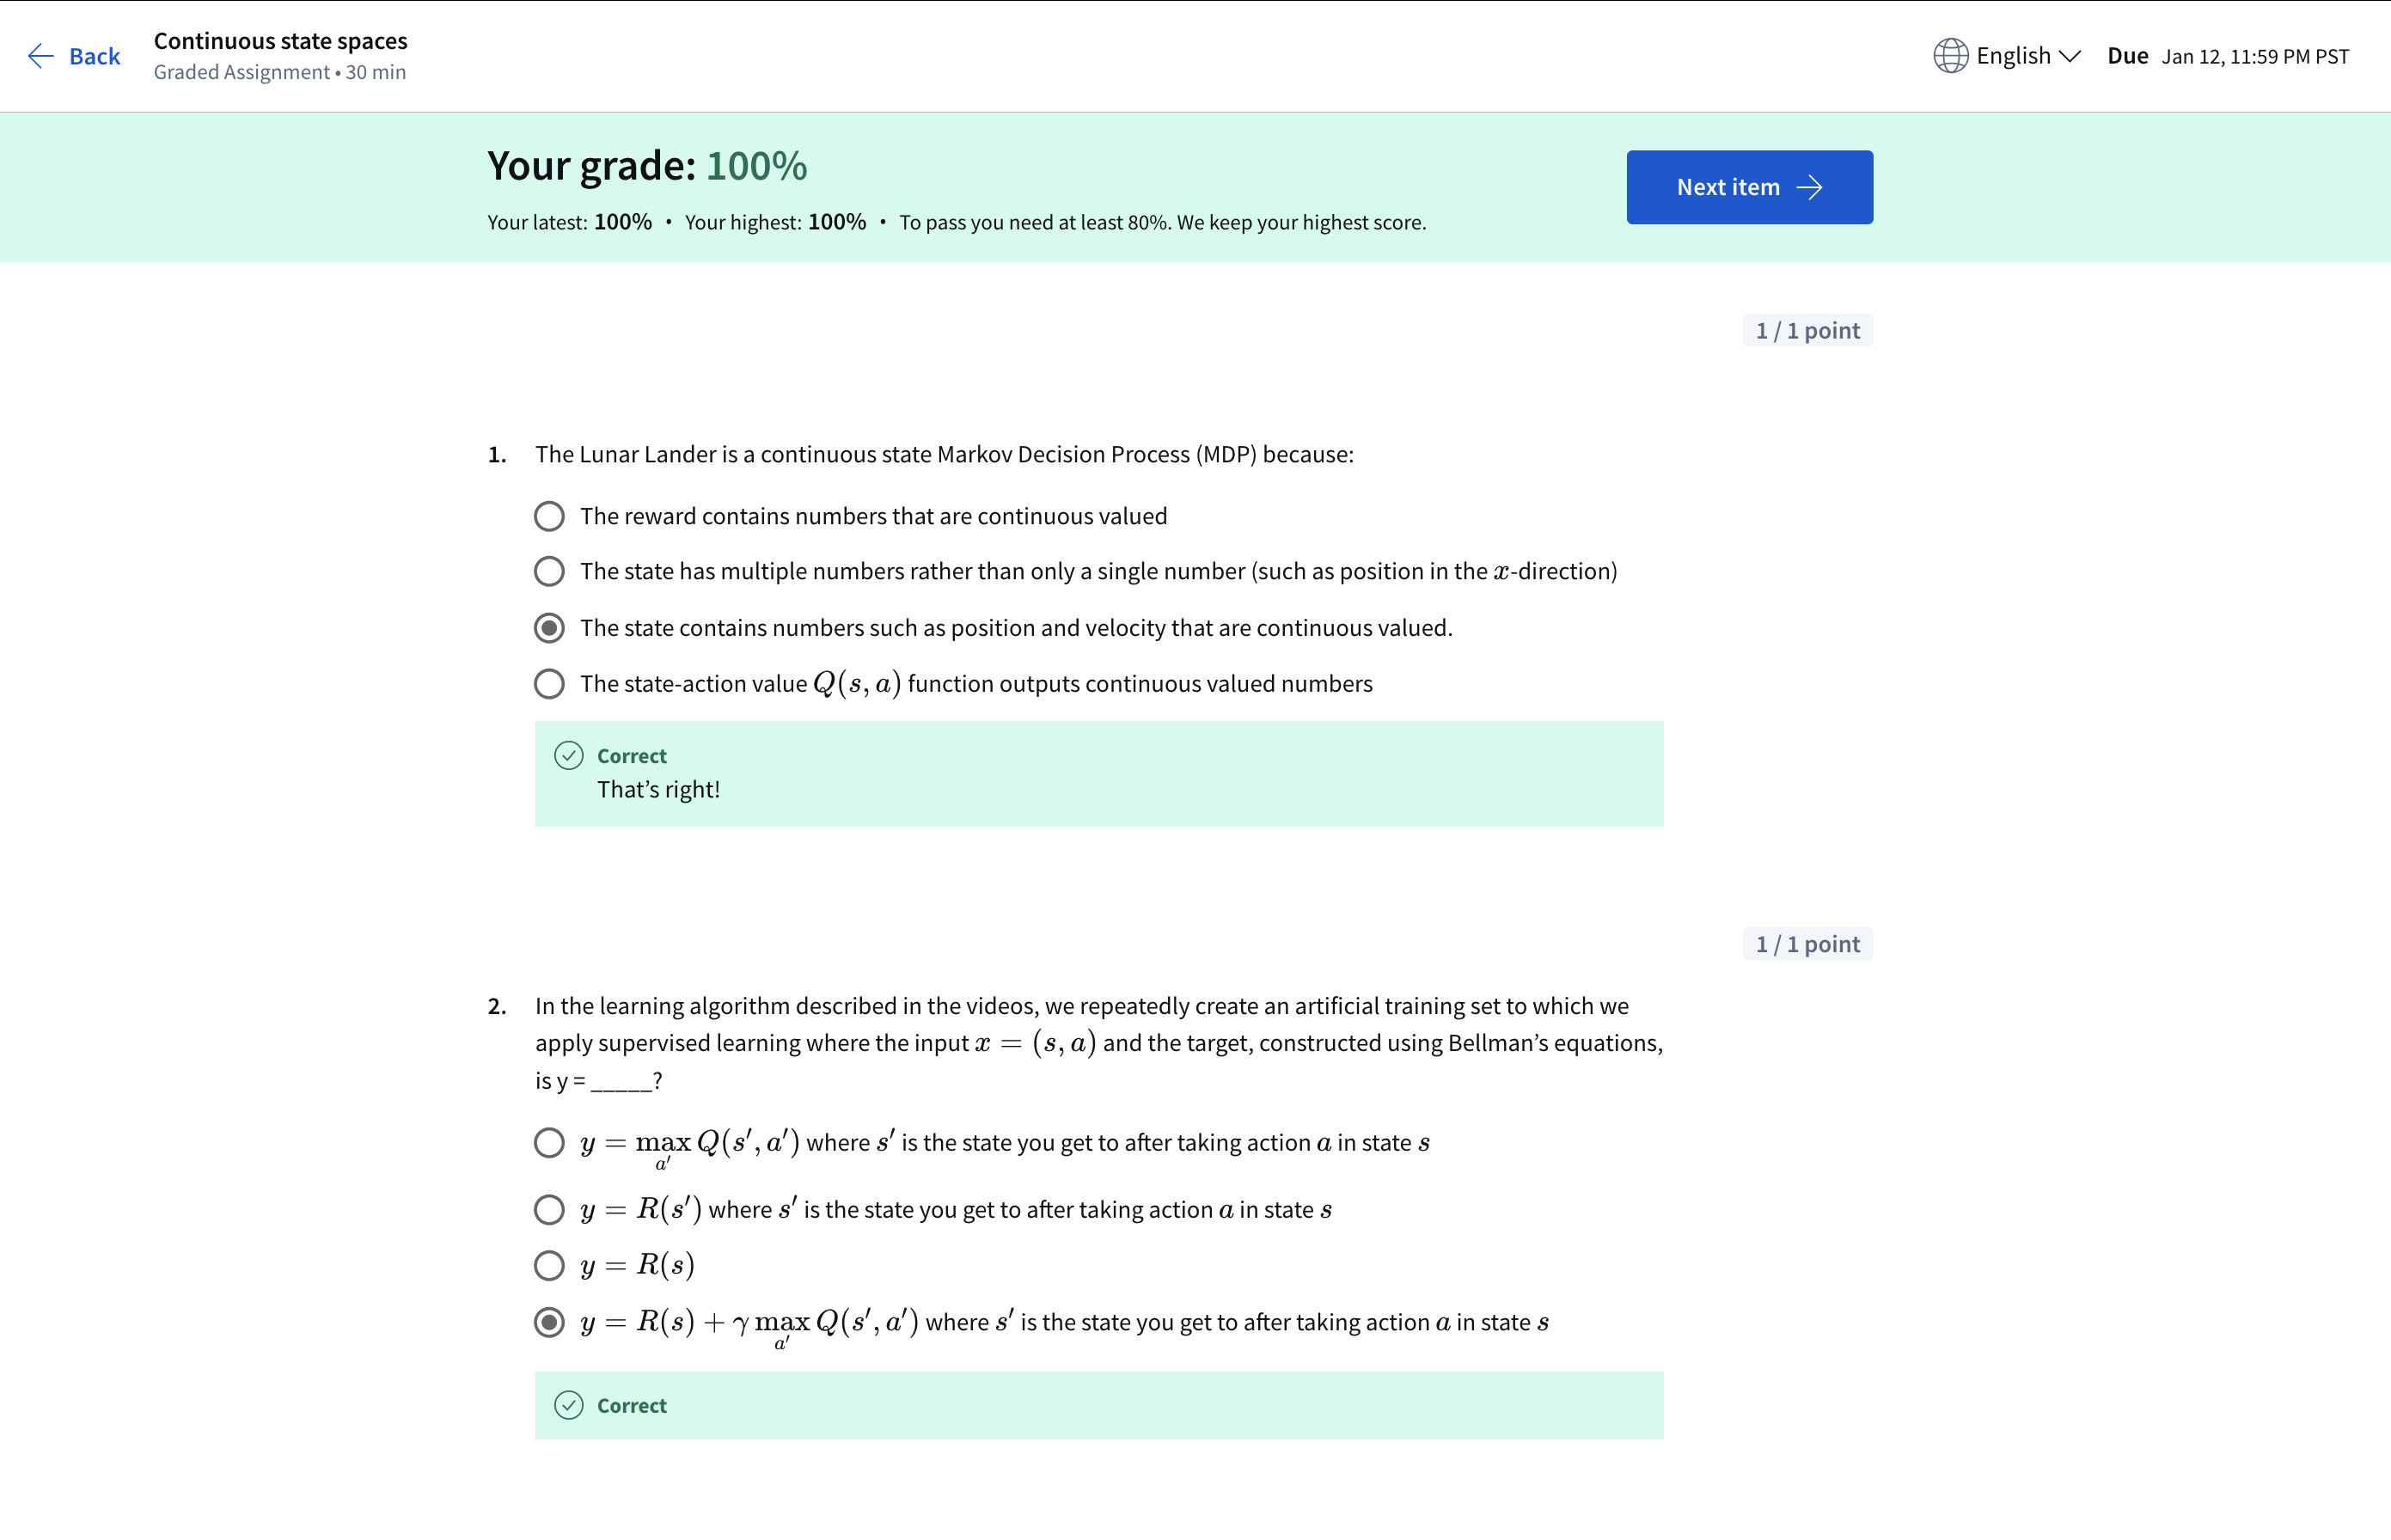 Back
Continuous state spaces
Graded Assignment • 30 min
English
Due Jan 12, 11:59 PM PST
Your grade: 100%
Your latest: 100% • Your highest: 100% • To pass you need at least 80%. We keep your highest score.
Next item
1 / 1 point
1. The Lunar Lander is a continuous state Markov Decision Process (MDP) because:
The reward contains numbers that are continuous valued
The state has multiple numbers rather than only a single number (such as position in the x-direction)
The state contains numbers such as position and velocity that are continuous valued.
The state-action value Q(s, a) function outputs continuous valued numbers
Correct
That’s right!
1 / 1 point
2. In the learning algorithm described in the videos, we repeatedly create an artificial training set to which we
apply supervised learning where the input x = (s, a) and the target, constructed using Bellman’s equations,
is y = _____?
y = max Q(s′, a′) where s′ is the state you get to after taking action a in state s
a′
y = R(s′) where s′ is the state you get to after taking action a in state s
y = R(s)
y = R(s) + γ max Q(s′, a′) where s′ is the state you get to after taking action a in state s
a′
Correct